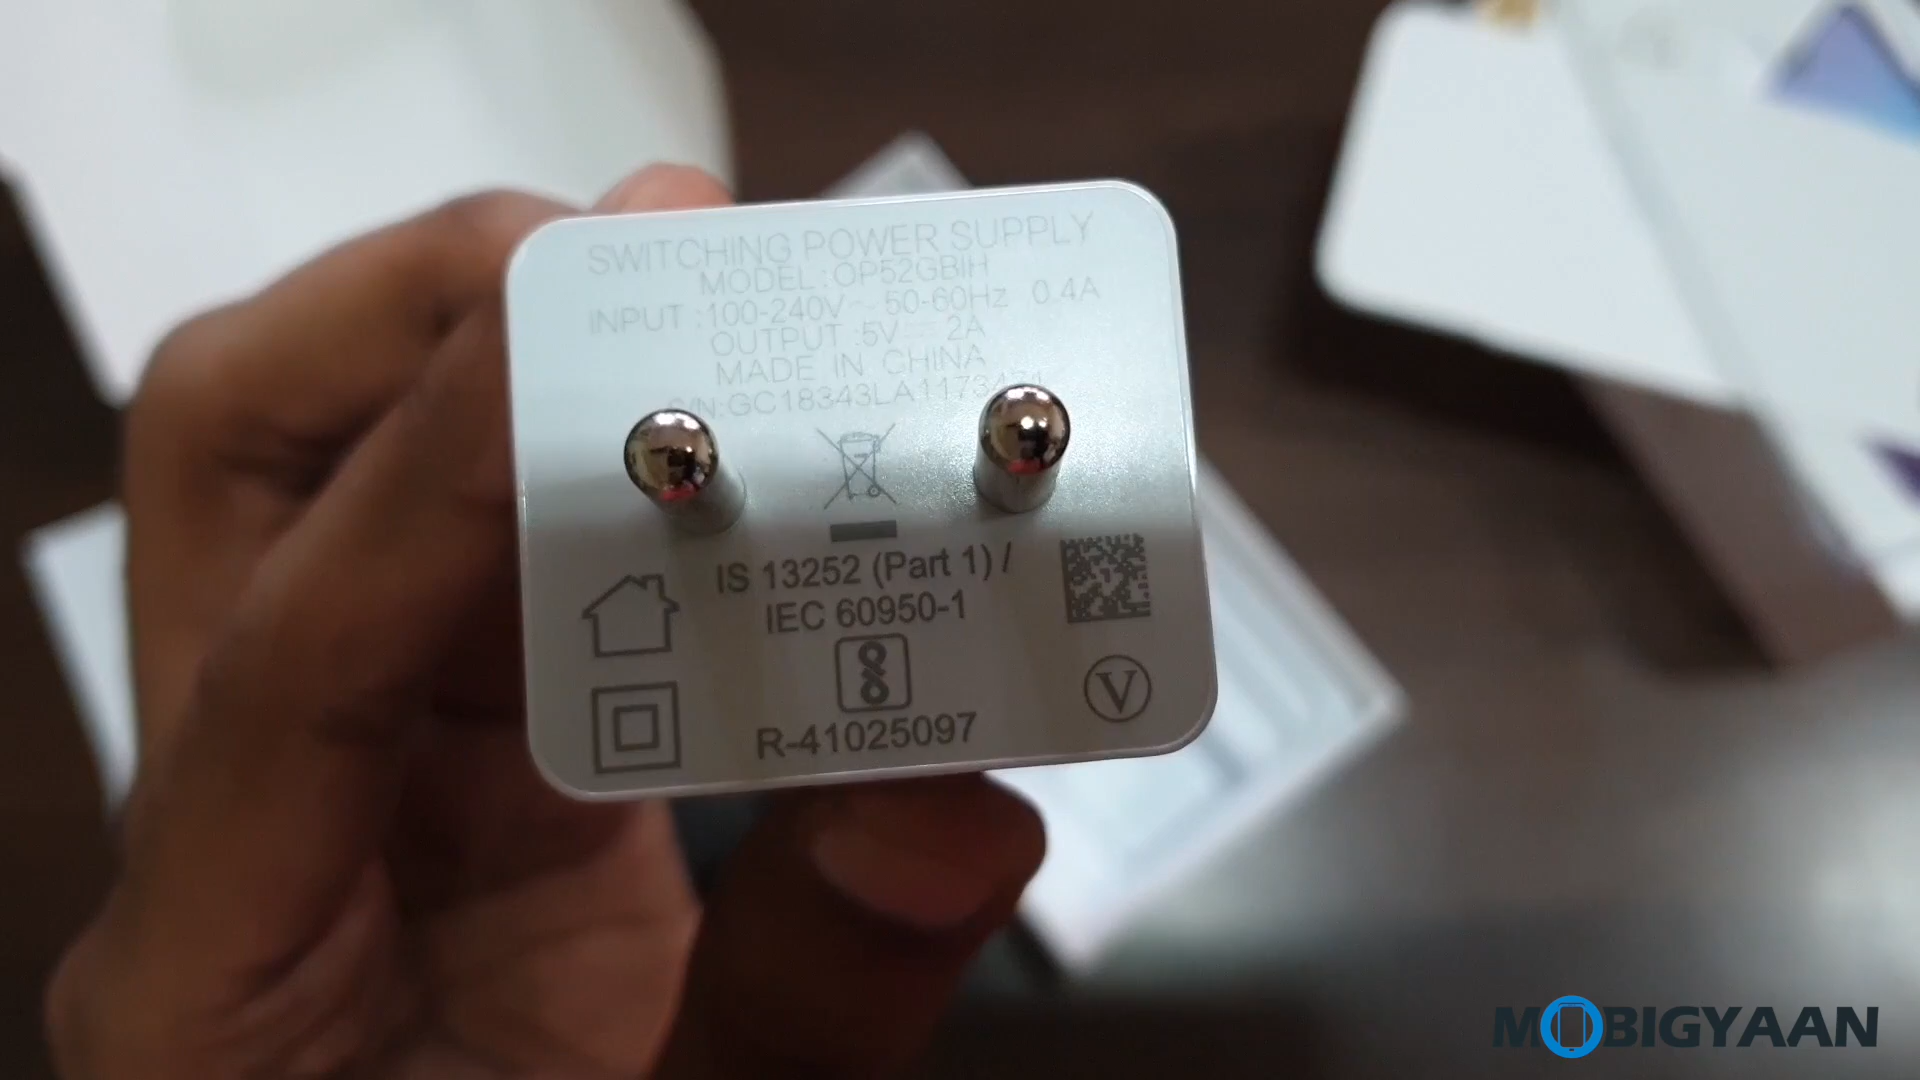 SWITCHING POWER SUPPLY
MODEL :OP52GBIH
INPUT :100-240V~ 50-60Hz 0.4A
OUTPUT :5V⎓2A
MADE IN CHINA
S/N:
IS 13252 (Part 1) /
IEC 60950-1
R-41025097
V
MOBIGYAAN